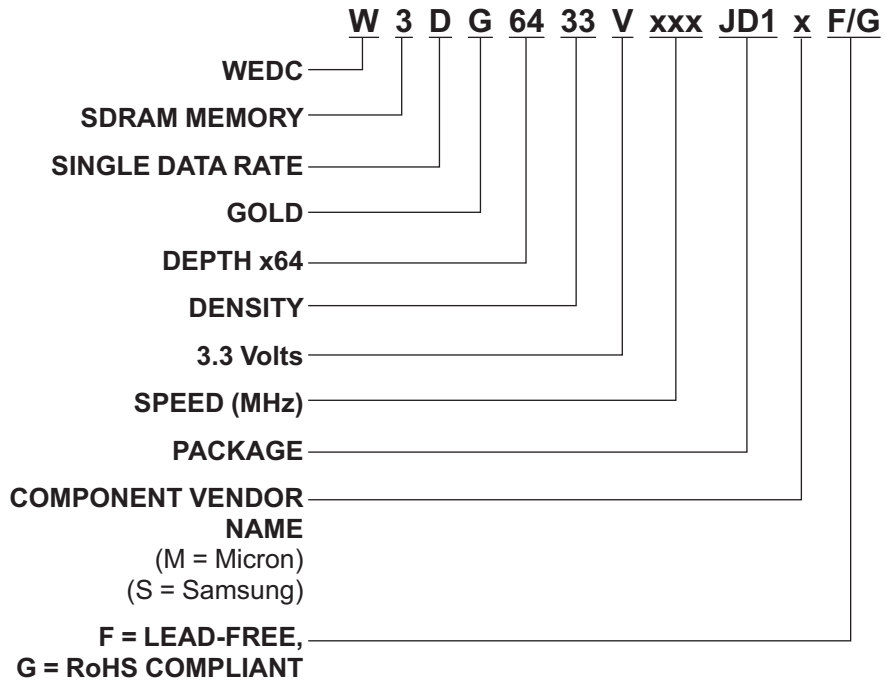 W 3 D G 64 33 V xxx JD1 x F/G
WEDC
SDRAM MEMORY
SINGLE DATA RATE
GOLD
DEPTH x64
DENSITY
3.3 Volts
SPEED (MHz)
PACKAGE
COMPONENT VENDOR
NAME
(M = Micron)
(S = Samsung)
F = LEAD-FREE,
G = RoHS COMPLIANT